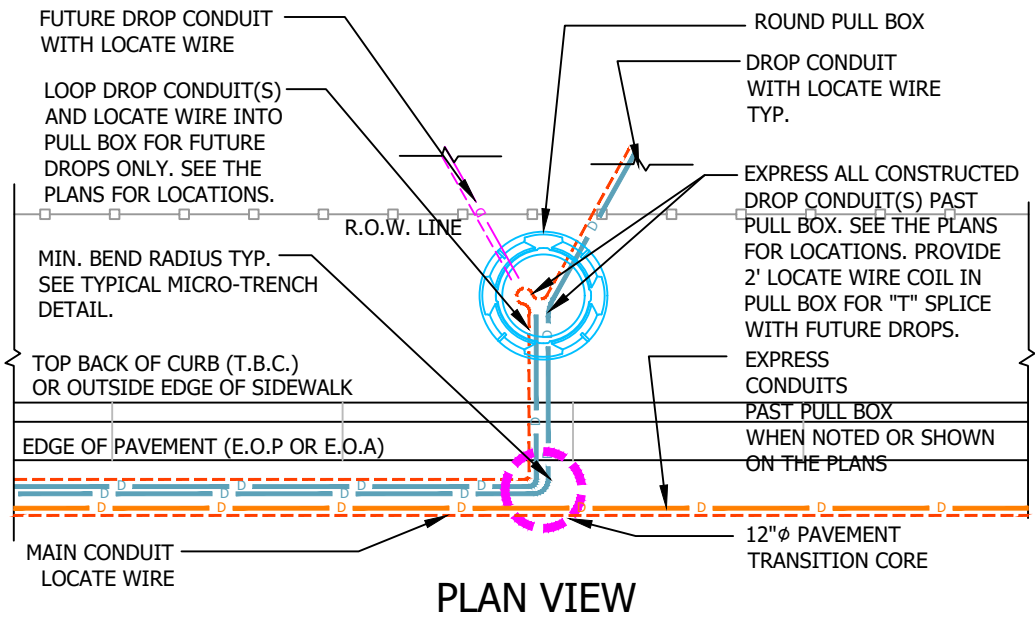 FUTURE DROP CONDUIT
WITH LOCATE WIRE
LOOP DROP CONDUIT(S)
AND LOCATE WIRE INTO
PULL BOX FOR FUTURE
DROPS ONLY. SEE THE
PLANS FOR LOCATIONS.
R.O.W. LINE
MIN. BEND RADIUS TYP.
SEE TYPICAL MICRO-TRENCH
DETAIL.
TOP BACK OF CURB (T.B.C.)
OR OUTSIDE EDGE OF SIDEWALK
EDGE OF PAVEMENT (E.O.P OR E.O.A)
MAIN CONDUIT
LOCATE WIRE
ROUND PULL BOX
DROP CONDUIT
WITH LOCATE WIRE
TYP.
EXPRESS ALL CONSTRUCTED
DROP CONDUIT(S) PAST
PULL BOX. SEE THE PLANS
FOR LOCATIONS. PROVIDE
2' LOCATE WIRE COIL IN
PULL BOX FOR "T" SPLICE
WITH FUTURE DROPS.
EXPRESS
CONDUITS
PAST PULL BOX
WHEN NOTED OR SHOWN
ON THE PLANS
12"ϕ PAVEMENT
TRANSITION CORE
D
D
D
D
D D D D
D D D D
D D D D D D D D
PLAN VIEW